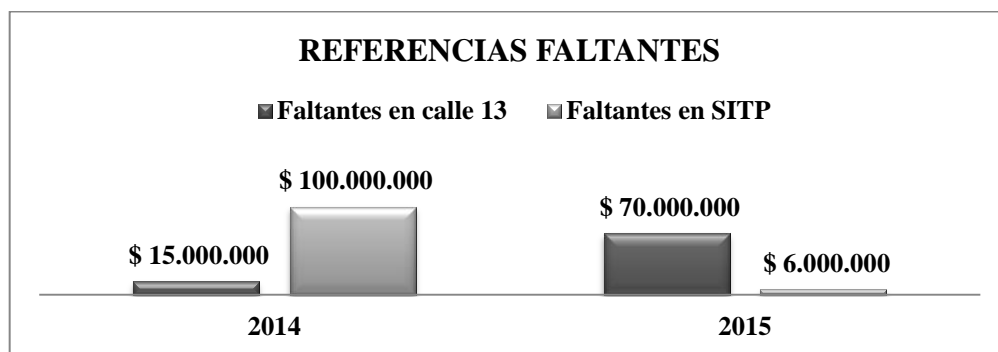 REFERENCIAS FALTANTES
Faltantes en calle 13 Faltantes en SITP
$ 100.000.000
$ 70.000.000
$ 15.000.000
$ 6.000.000
2014 2015